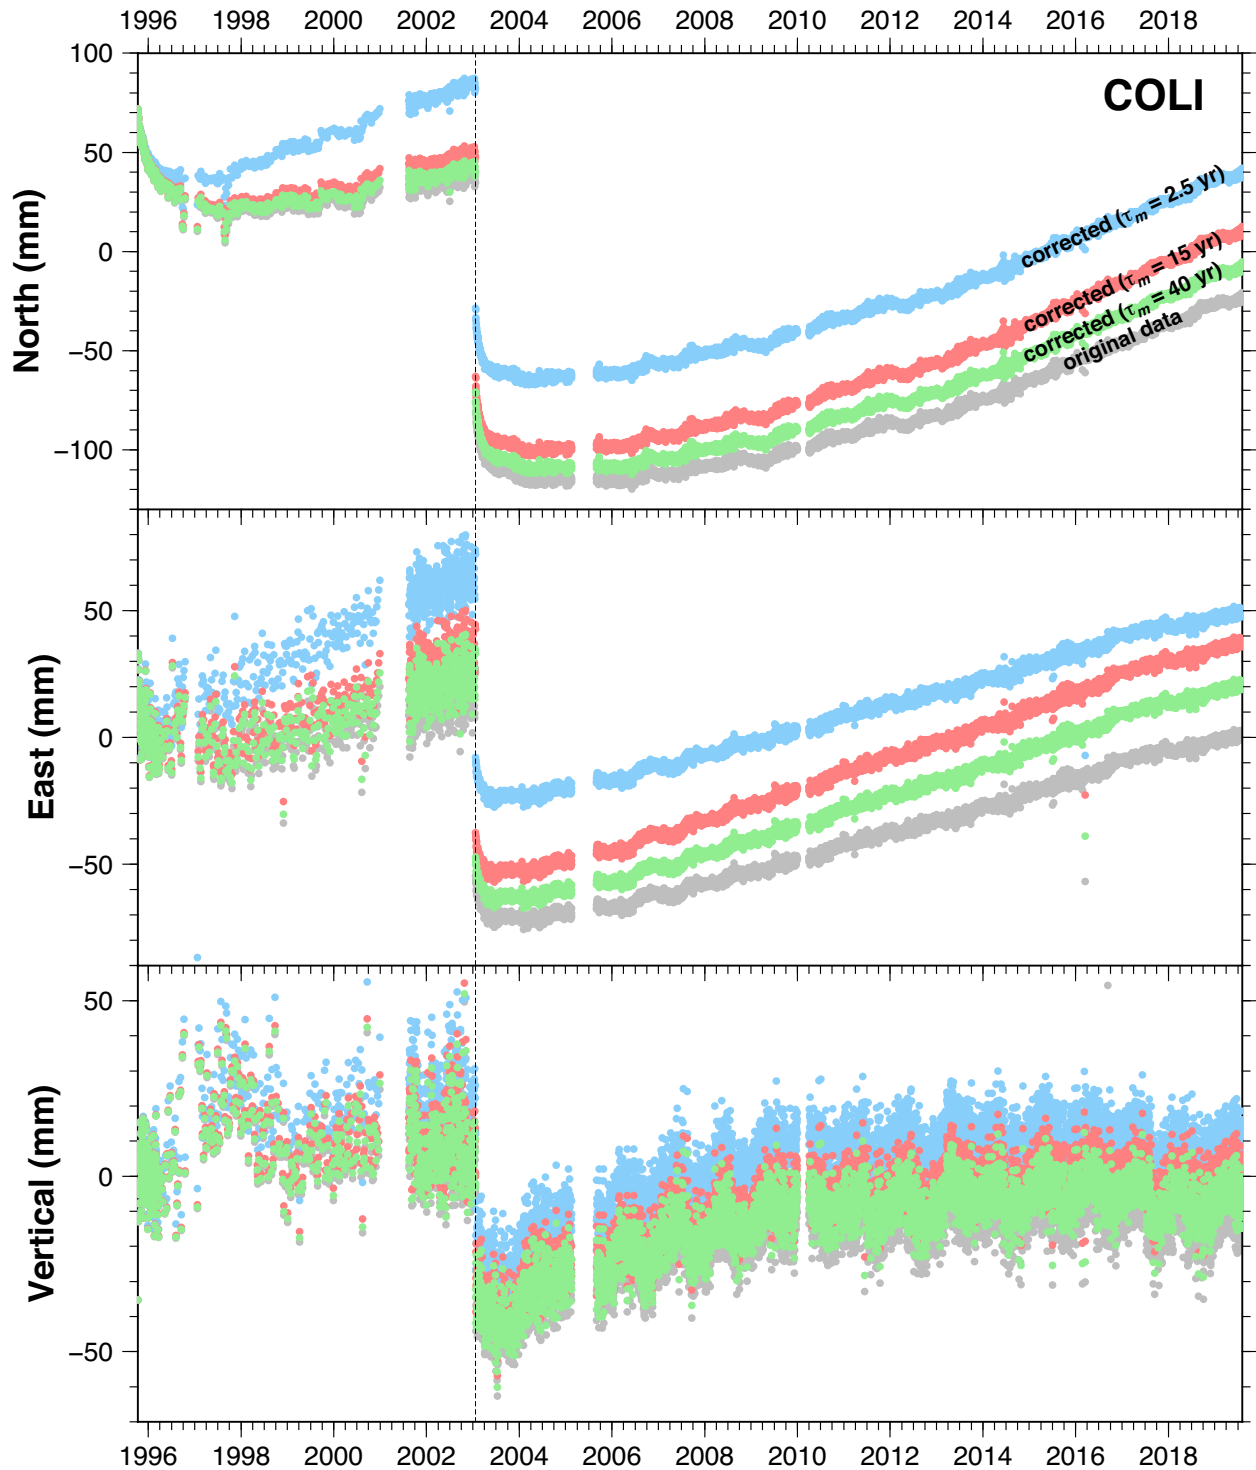 1996 1998 2000 2002 2004 2006 2008 2010 2012 2014 2016 2018
COLI
North (mm)
100
50
0
−50
−100
corrected (τm = 2.5 yr)
corrected (τm = 15 yr)
corrected (τm = 40 yr)
original data
East (mm)
50
0
−50
Vertical (mm)
50
0
−50
1996 1998 2000 2002 2004 2006 2008 2010 2012 2014 2016 2018